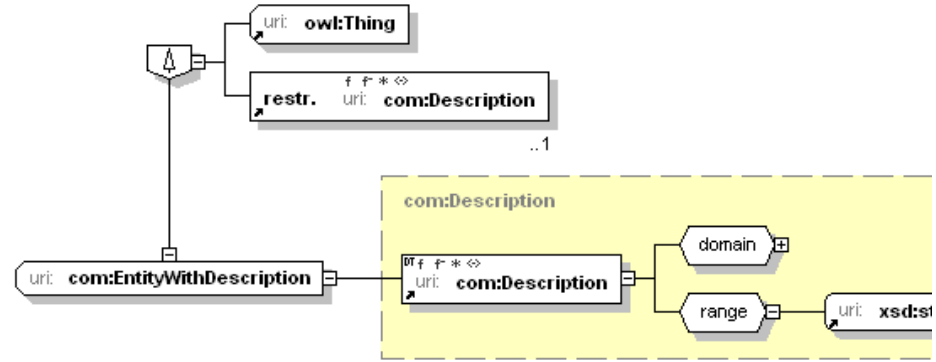 uri: owl:Thing
f f- * <>
restr. uri: com:Description
..1
com:Description
uri: com:EntityWithDescription
DT f f- * <>
uri: com:Description
domain
range
uri: xsd:st